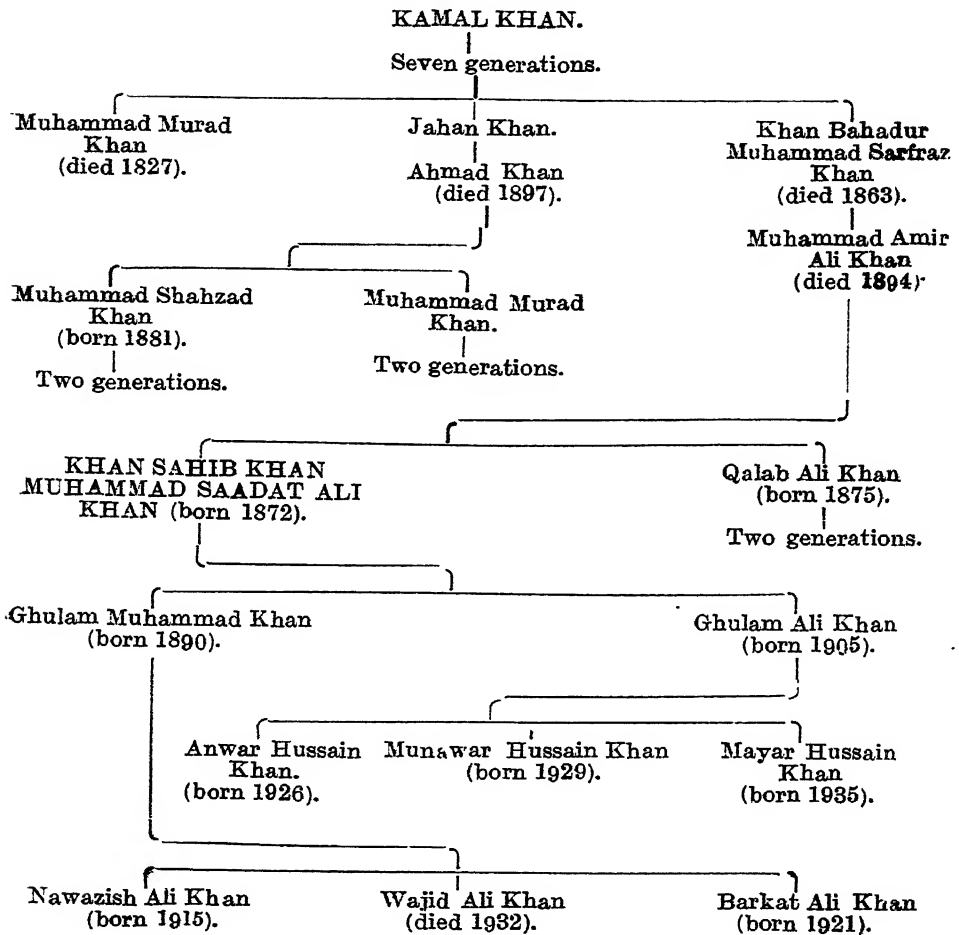 KAMAL KHAN.
Seven generations.
Muhammad Murad
Khan
(died 1827).
Jahan Khan.
Ahmad Khan
(died 1897).
Khan Bahadur
Muhammad Sarfraz
Khan
(died 1863).
Muhammad Amir
Ali Khan
(died 1894)
Muhammad Shahzad
Khan
(born 1881).
Two generations.
Muhammad Murad
Khan.
Two generations.
KHAN SAHIB KHAN
MUHAMMAD SAADAT ALI
KHAN (born 1872).
Qalab Ali Khan
(born 1875).
Two generations.
Ghulam Muhammad Khan
(born 1890).
Ghulam Ali Khan
(born 1905).
Anwar Hussain
Khan.
(born 1926).
Munawar Hussain Khan
(born 1929).
Mayar Hussain
Khan
(born 1935).
Nawazish Ali Khan
(born 1915).
Wajid Ali Khan
(died 1932).
Barkat Ali Khan
(born 1921).